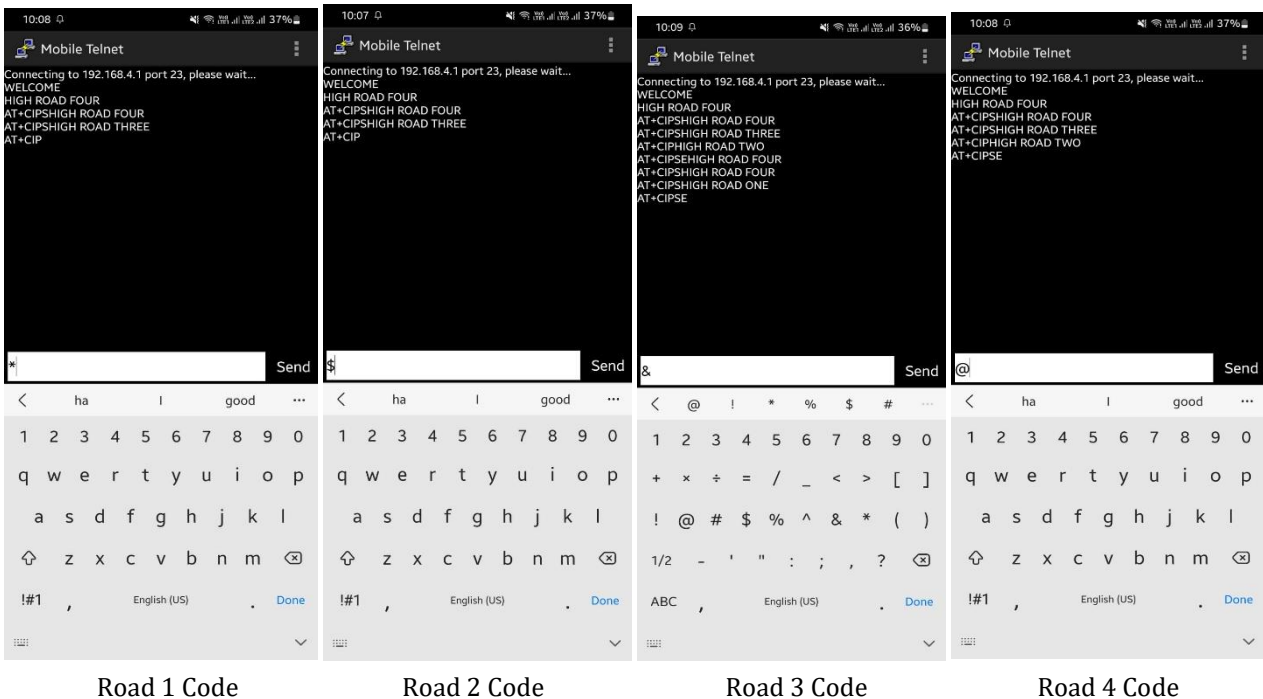 10:08 37%
Mobile Telnet
Connecting to 192.168.4.1 port 23, please wait...
WELCOME
HIGH ROAD FOUR
AT+CIPSHIGH ROAD FOUR
AT+CIPSHIGH ROAD THREE
AT+CIP
* Send
< ha I good ...
1 2 3 4 5 6 7 8 9 0
q w e r t y u i o p
a s d f g h j k l
z x c v b n m
!#1 , English (US) . Done
Road 1 Code
10:07 37%
Mobile Telnet
Connecting to 192.168.4.1 port 23, please wait...
WELCOME
HIGH ROAD FOUR
AT+CIPSHIGH ROAD FOUR
AT+CIPSHIGH ROAD THREE
AT+CIP
$ Send
< ha I good ...
1 2 3 4 5 6 7 8 9 0
q w e r t y u i o p
a s d f g h j k l
z x c v b n m
!#1 , English (US) . Done
Road 2 Code
10:09 36%
Mobile Telnet
Connecting to 192.168.4.1 port 23, please wait...
WELCOME
HIGH ROAD FOUR
AT+CIPSHIGH ROAD FOUR
AT+CIPSHIGH ROAD THREE
AT+CIPHIGH ROAD TWO
AT+CIPSEHIGH ROAD FOUR
AT+CIPSHIGH ROAD FOUR
AT+CIPSHIGH ROAD ONE
AT+CIPSE
& Send
< @ ! * % $ # ...
1 2 3 4 5 6 7 8 9 0
+ × ÷ = / _ < > [ ]
! @ # $ % ^ & * ( )
1/2 - ' " : ; , ?
ABC , English (US) . Done
Road 3 Code
10:08 37%
Mobile Telnet
Connecting to 192.168.4.1 port 23, please wait...
WELCOME
HIGH ROAD FOUR
AT+CIPSHIGH ROAD FOUR
AT+CIPSHIGH ROAD THREE
AT+CIPHIGH ROAD TWO
AT+CIPSE
@ Send
< ha I good ...
1 2 3 4 5 6 7 8 9 0
q w e r t y u i o p
a s d f g h j k l
z x c v b n m
!#1 , English (US) . Done
Road 4 Code